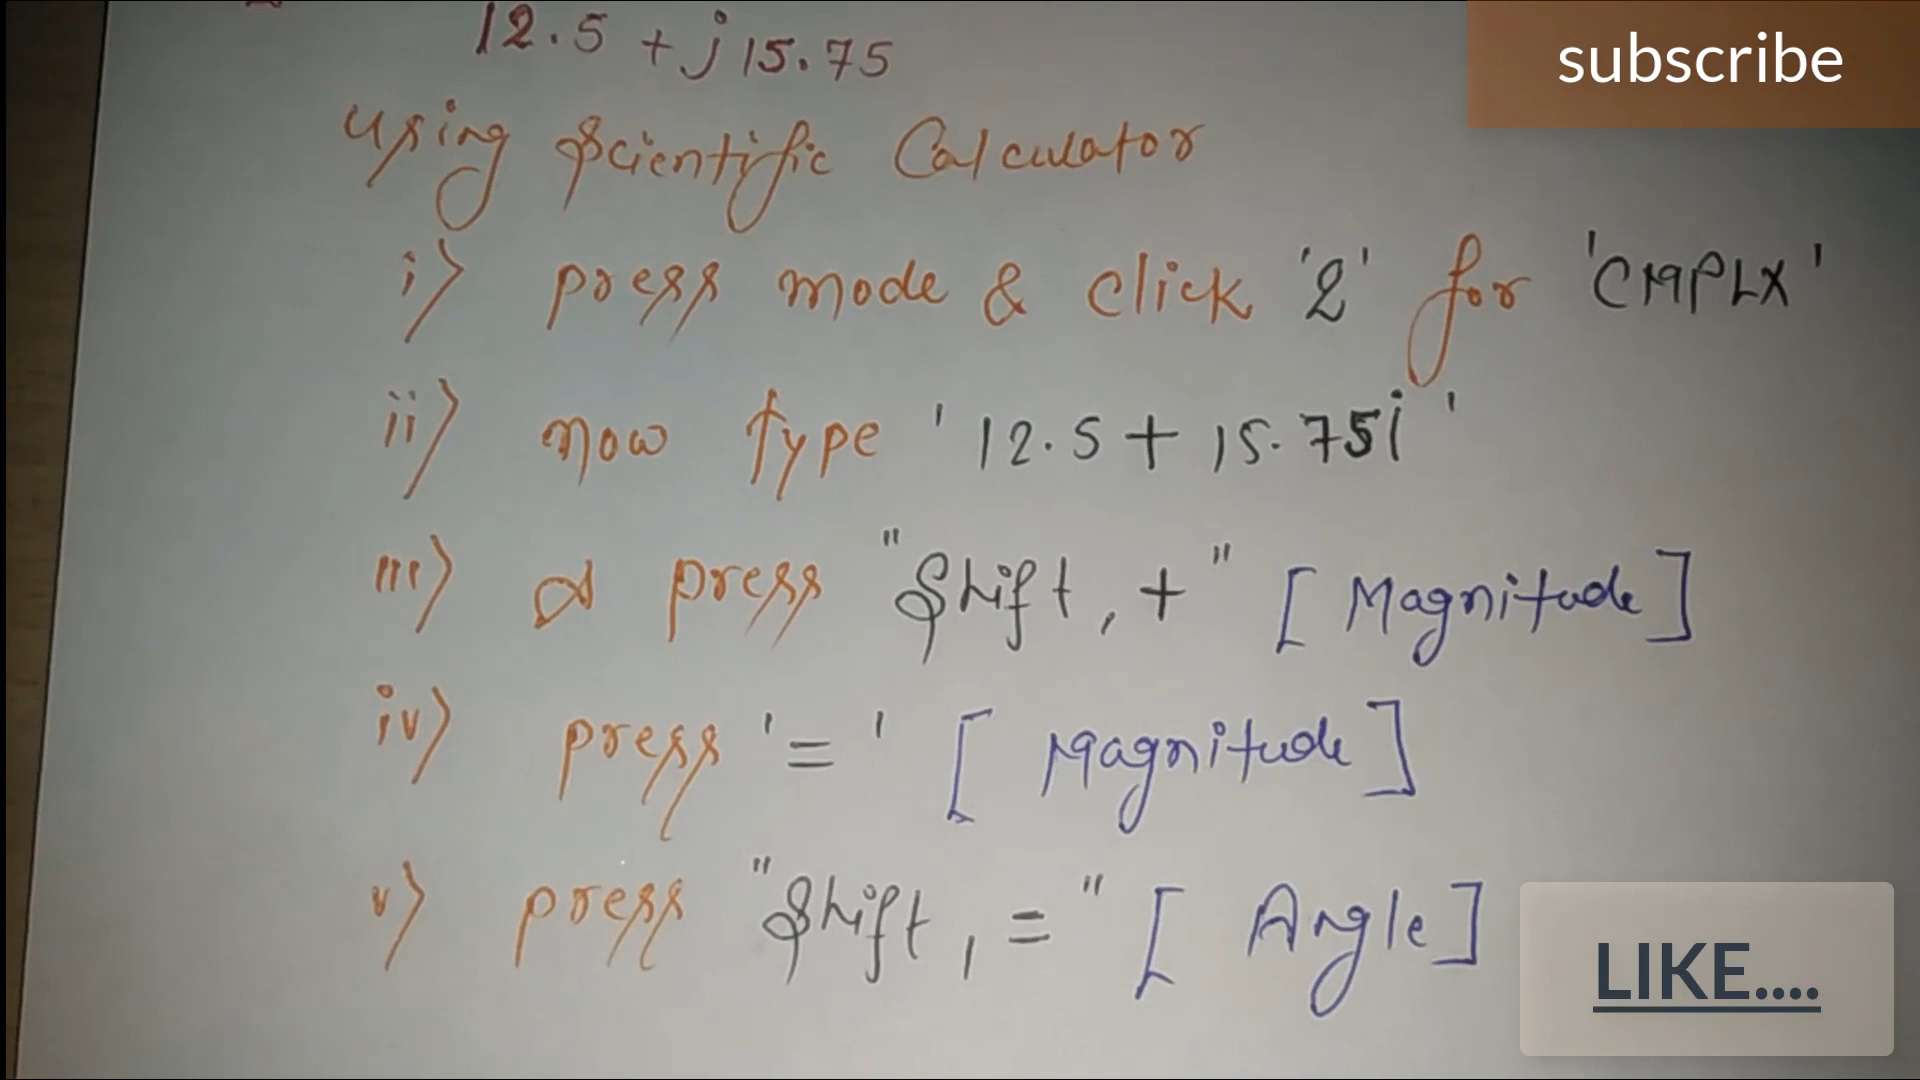 12.5 + j 15.75
subscribe
using scientific Calculator
i) press mode & click '2' for 'CMPLX'
ii) now type '12.5 + 15.75i'
iii) press "shift, +" [Magnitude]
iv) press '=' [Magnitude]
v) press "shift, =" [Angle]
LIKE....